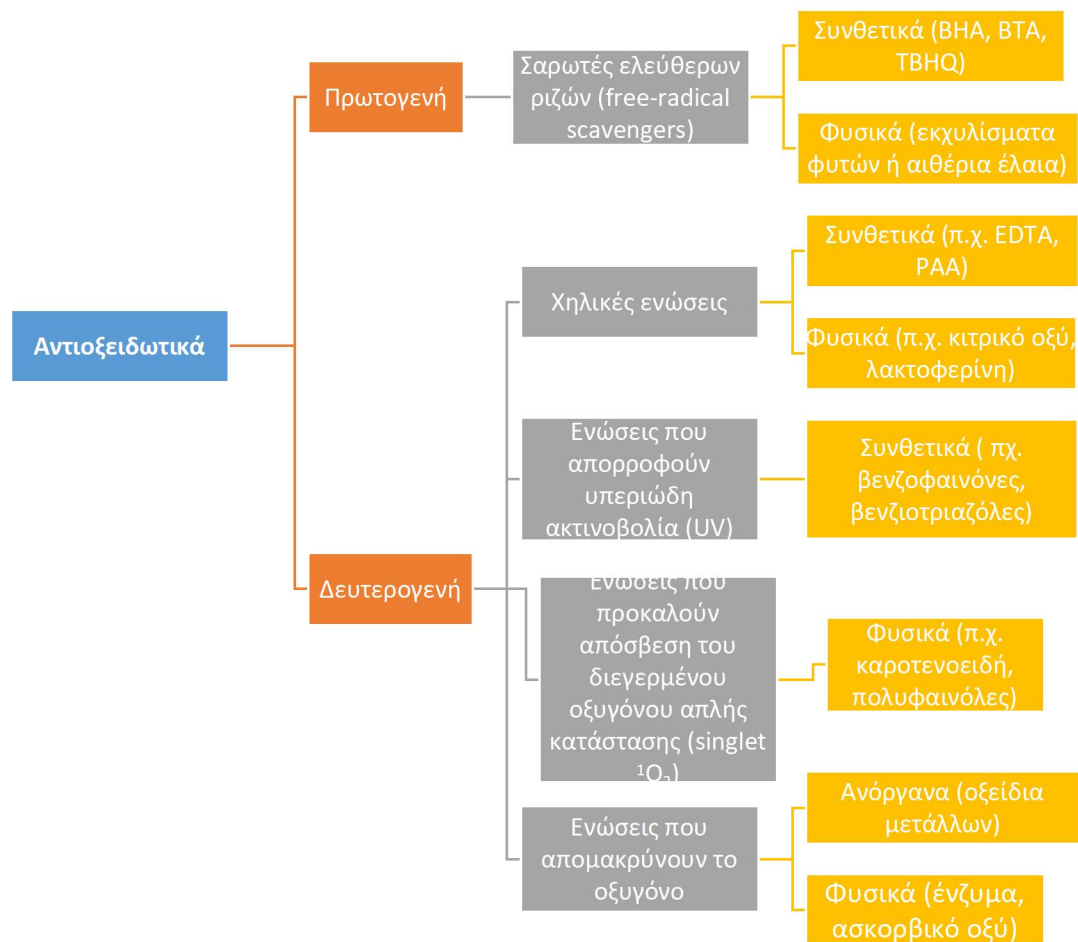 Αντιοξειδωτικά
Πρωτογενή
Σαρωτές ελεύθερων
ριζών (free-radical
scavengers)
Συνθετικά (BHA, BTA,
TBHQ)
Φυσικά (εκχυλίσματα
φυτών ή αιθέρια έλαια)
Δευτερογενή
Χηλικές ενώσεις
Συνθετικά (π.χ. EDTA,
PAA)
Φυσικά (π.χ. κιτρικό οξύ,
λακτοφερίνη)
Ενώσεις που
απορροφούν
υπεριώδη
ακτινοβολία (UV)
Συνθετικά ( πχ.
βενζοφαινόνες,
βενζιοτριαζόλες)
Ενώσεις που
προκαλούν
απόσβεση του
διεγερμένου
οξυγόνου απλής
κατάστασης (singlet
¹O₂)
Φυσικά (π.χ.
καροτενοειδή,
πολυφαινόλες)
Ενώσεις που
απομακρύνουν το
οξυγόνο
Ανόργανα (οξείδια
μετάλλων)
Φυσικά (ένζυμα,
ασκορβικό οξύ)